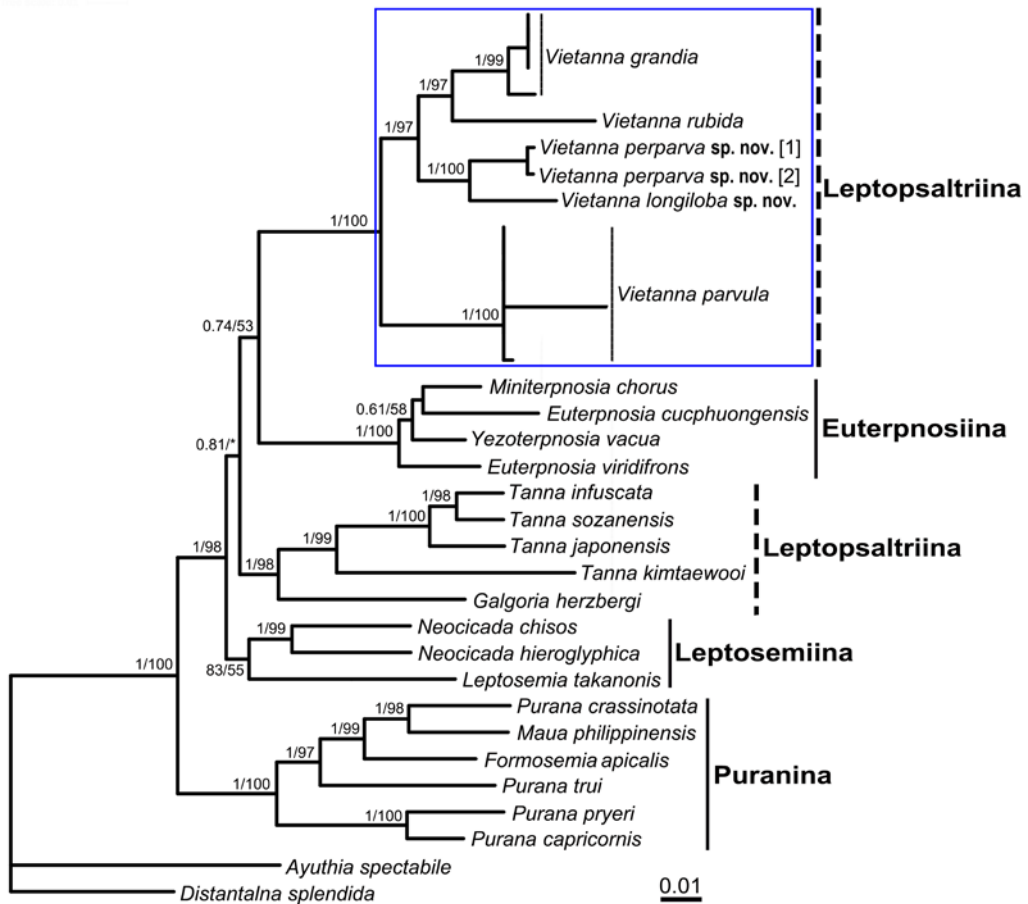 1/99
Vietanna grandia
1/97
Vietanna rubida
1/97
Vietanna perparva sp. nov. [1]
1/100
Vietanna perparva sp. nov. [2]
Vietanna longiloba sp. nov.
Leptopsaltriina
1/100
Vietanna parvula
1/100
0.74/53
Miniterpnosia chorus
0.61/58
Euterpnosia cucphuongensis
1/100
Yezoterpnosia vacua
Euterpnosia viridifrons
Euterpnosiina
0.81/*
1/98
Tanna infuscata
1/100
Tanna sozanensis
1/99
Tanna japonensis
1/98
Tanna kimtaewooi
Galgoria herzbergi
Leptopsaltriina
1/98
1/99
Neocicada chisos
Neocicada hieroglyphica
83/55
Leptosemia takanonis
Leptosemiina
1/100
1/98
Purana crassinotata
1/99
Maua philippinensis
1/97
Formosemia apicalis
1/100
Purana trui
1/100
Purana pryeri
Purana capricornis
Puranina
Ayuthia spectabile
Distantalna splendida
0.01